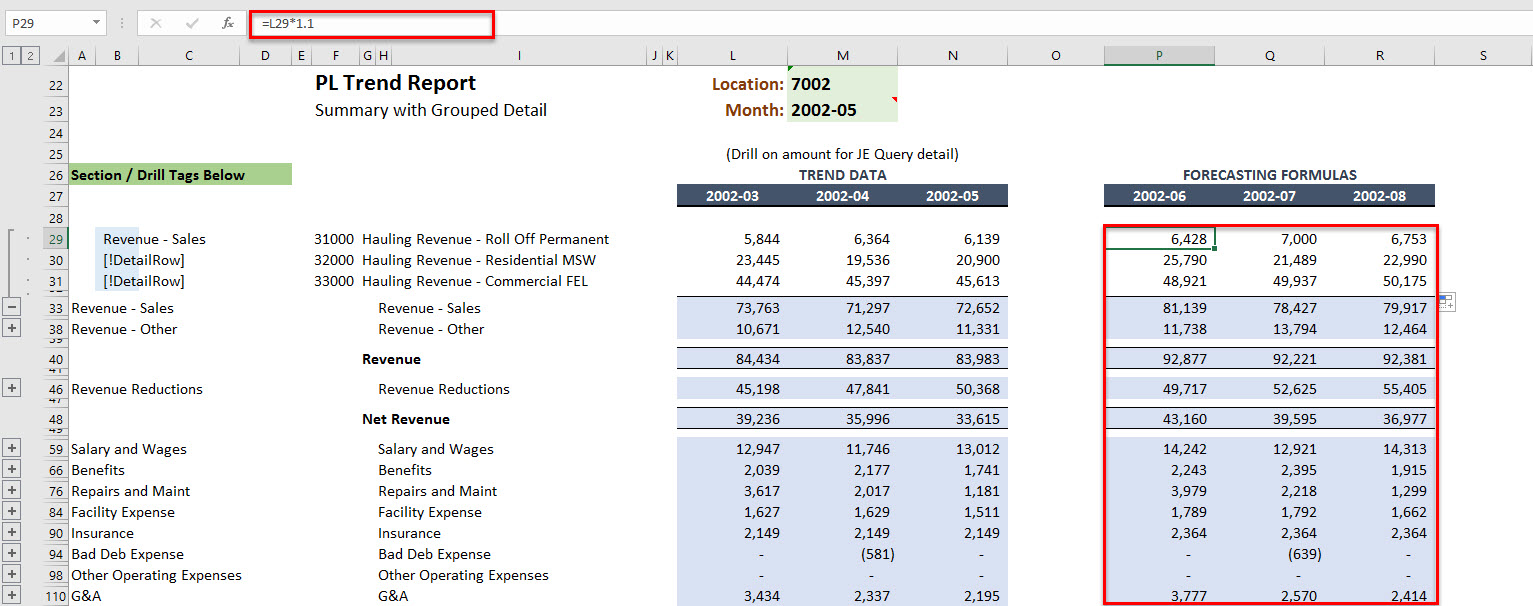 P29 fx =L29*1.1
1 2 A B C D E F G H I J K L M N O P Q R S
22 PL Trend Report Location: 7002
23 Summary with Grouped Detail Month: 2002-05
24
25 (Drill on amount for JE Query detail)
26 Section / Drill Tags Below TREND DATA FORECASTING FORMULAS
27 2002-03 2002-04 2002-05 2002-06 2002-07 2002-08
28
29 Revenue - Sales 31000 Hauling Revenue - Roll Off Permanent 5,844 6,364 6,139 6,428 7,000 6,753
30 [!DetailRow] 32000 Hauling Revenue - Residential MSW 23,445 19,536 20,900 25,790 21,489 22,990
31 [!DetailRow] 33000 Hauling Revenue - Commercial FEL 44,474 45,397 45,613 48,921 49,937 50,175
33 Revenue - Sales Revenue - Sales 73,763 71,297 72,652 81,139 78,427 79,917
38 Revenue - Other Revenue - Other 10,671 12,540 11,331 11,738 13,794 12,464
40 Revenue 84,434 83,837 83,983 92,877 92,221 92,381
46 Revenue Reductions Revenue Reductions 45,198 47,841 50,368 49,717 52,625 55,405
48 Net Revenue 39,236 35,996 33,615 43,160 39,595 36,977
59 Salary and Wages Salary and Wages 12,947 11,746 13,012 14,242 12,921 14,313
66 Benefits Benefits 2,039 2,177 1,741 2,243 2,395 1,915
76 Repairs and Maint Repairs and Maint 3,617 2,017 1,181 3,979 2,218 1,299
84 Facility Expense Facility Expense 1,627 1,629 1,511 1,789 1,792 1,662
90 Insurance Insurance 2,149 2,149 2,149 2,364 2,364 2,364
94 Bad Deb Expense Bad Deb Expense - (581) - - (639) -
98 Other Operating Expenses Other Operating Expenses - - - - - -
110 G&A G&A 3,434 2,337 2,195 3,777 2,570 2,414